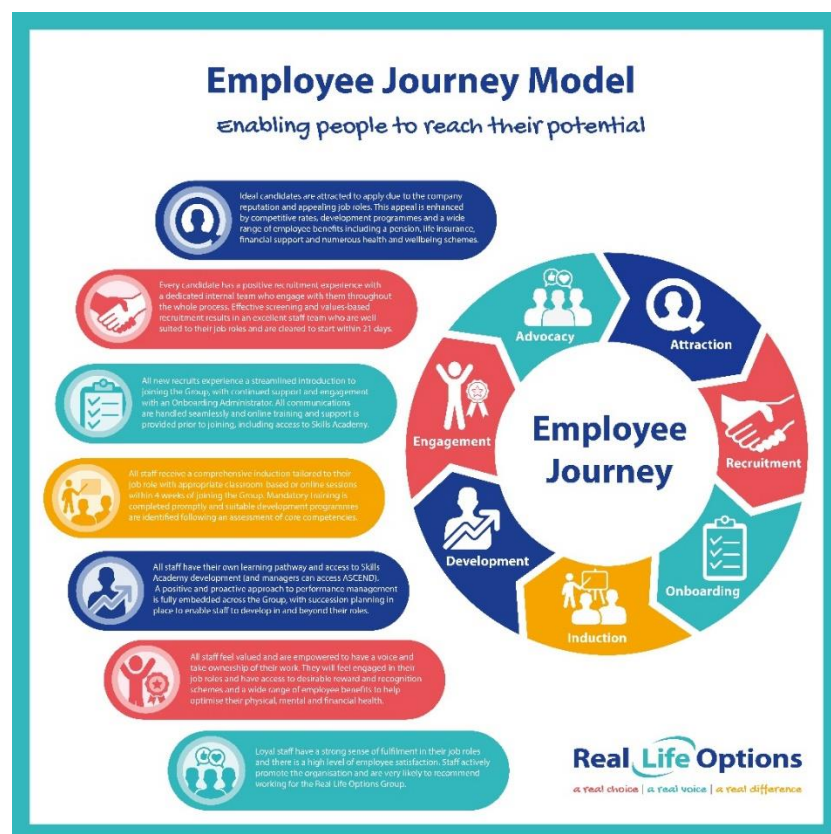 Employee Journey Model
Enabling people to reach their potential
Ideal candidates are attracted to apply due to the company
reputation and appealing job roles. This appeal is enhanced
by competitive rates, development programmes and a wide
range of employee benefits including a pension, life insurance,
financial support and numerous health and wellbeing schemes.
Every candidate has a positive recruitment experience with
a dedicated internal team who engage with them throughout
the whole process. Effective screening and values-based
recruitment results in an excellent staff team who are well
suited to their job roles and are cleared to start within 21 days.
All new recruits experience a streamlined introduction to
joining the Group, with continued support and engagement
with an Onboarding Administrator. All communications
are handled seamlessly and online training and support is
provided prior to joining, including access to Skills Academy.
All staff receive a comprehensive induction tailored to their
job role with appropriate classroom based or online sessions
within 4 weeks of joining the Group. Mandatory training is
completed promptly and suitable development programmes
are identified following an assessment of core competencies.
All staff have their own learning pathway and access to Skills
Academy development (and managers can access ASCEND).
A positive and proactive approach to performance management
is fully embedded across the Group, with succession planning in
place to enable staff to develop in and beyond their roles.
All staff feel valued and are empowered to have a voice and
take ownership of their work. They will feel engaged in their
job roles and have access to desirable reward and recognition
schemes and a wide range of employee benefits to help
optimise their physical, mental and financial health.
Loyal staff have a strong sense of fulfilment in their job roles
and there is a high level of employee satisfaction. Staff actively
promote the organisation and are very likely to recommend
working for the Real Life Options Group.
Employee
Journey
Attraction
Recruitment
Onboarding
Induction
Development
Engagement
Advocacy
Real Life Options
a real choice | a real voice | a real difference